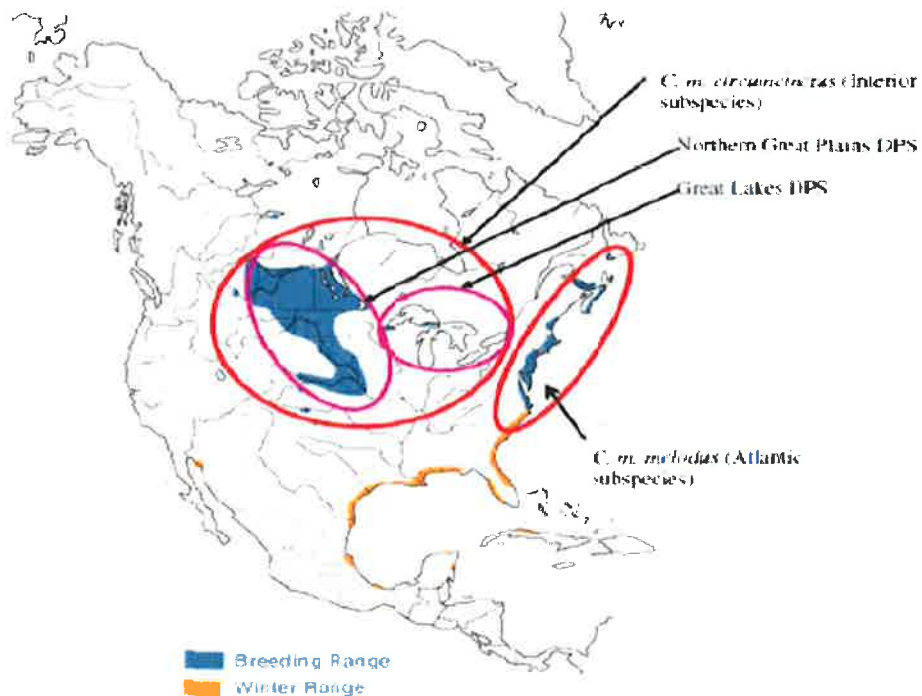 C. m. circumcinctus (Interior
subspecies)
Northern Great Plains DPS
Great Lakes DPS
C. m. melodus (Atlantic
subspecies)
Breeding Range
Winter Range